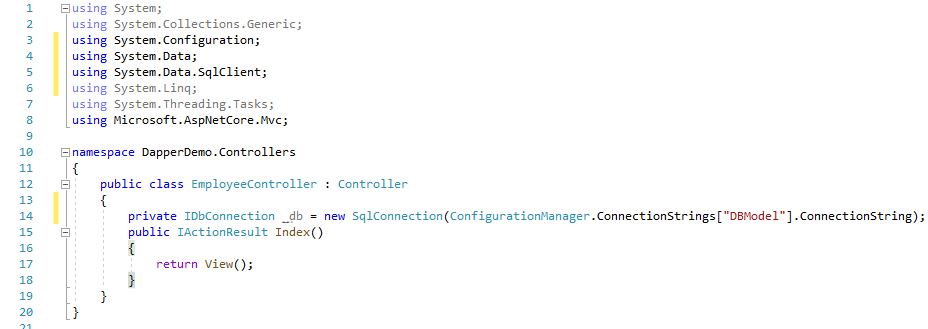 1 using System;
2 using System.Collections.Generic;
3 using System.Configuration;
4 using System.Data;
5 using System.Data.SqlClient;
6 using System.Linq;
7 using System.Threading.Tasks;
8 using Microsoft.AspNetCore.Mvc;
9
10 namespace DapperDemo.Controllers
11 {
12     public class EmployeeController : Controller
13     {
14         private IDbConnection _db = new SqlConnection(ConfigurationManager.ConnectionStrings["DBModel"].ConnectionString);
15         public IActionResult Index()
16         {
17             return View();
18         }
19     }
20 }
21